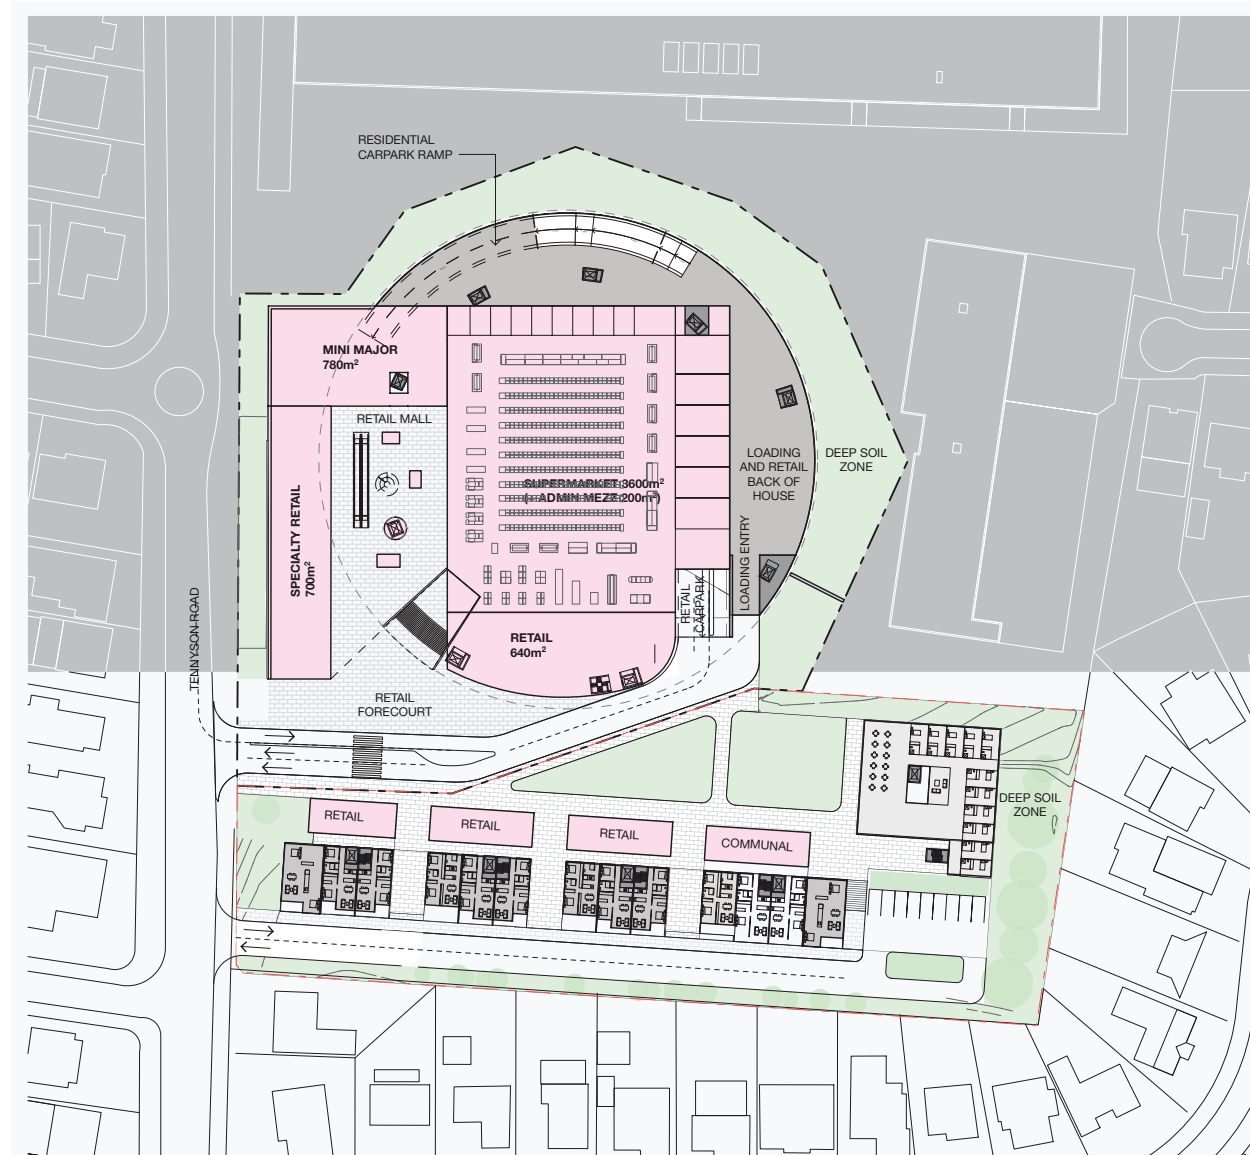 RESIDENTIAL
CARPARK RAMP
MINI MAJOR
780m²
RETAIL MALL
LOADING
AND RETAIL
BACK OF
HOUSE
DEEP SOIL
ZONE
SUPERMARKET 3600m²
(+ ADMIN MEZZ 200m²)
SPECIALTY RETAIL
700m²
LOADING ENTRY
RETAIL
CARPARK
TENNYSON ROAD
RETAIL
640m²
RETAIL
FORECOURT
DEEP SOIL
ZONE
RETAIL
RETAIL
RETAIL
COMMUNAL